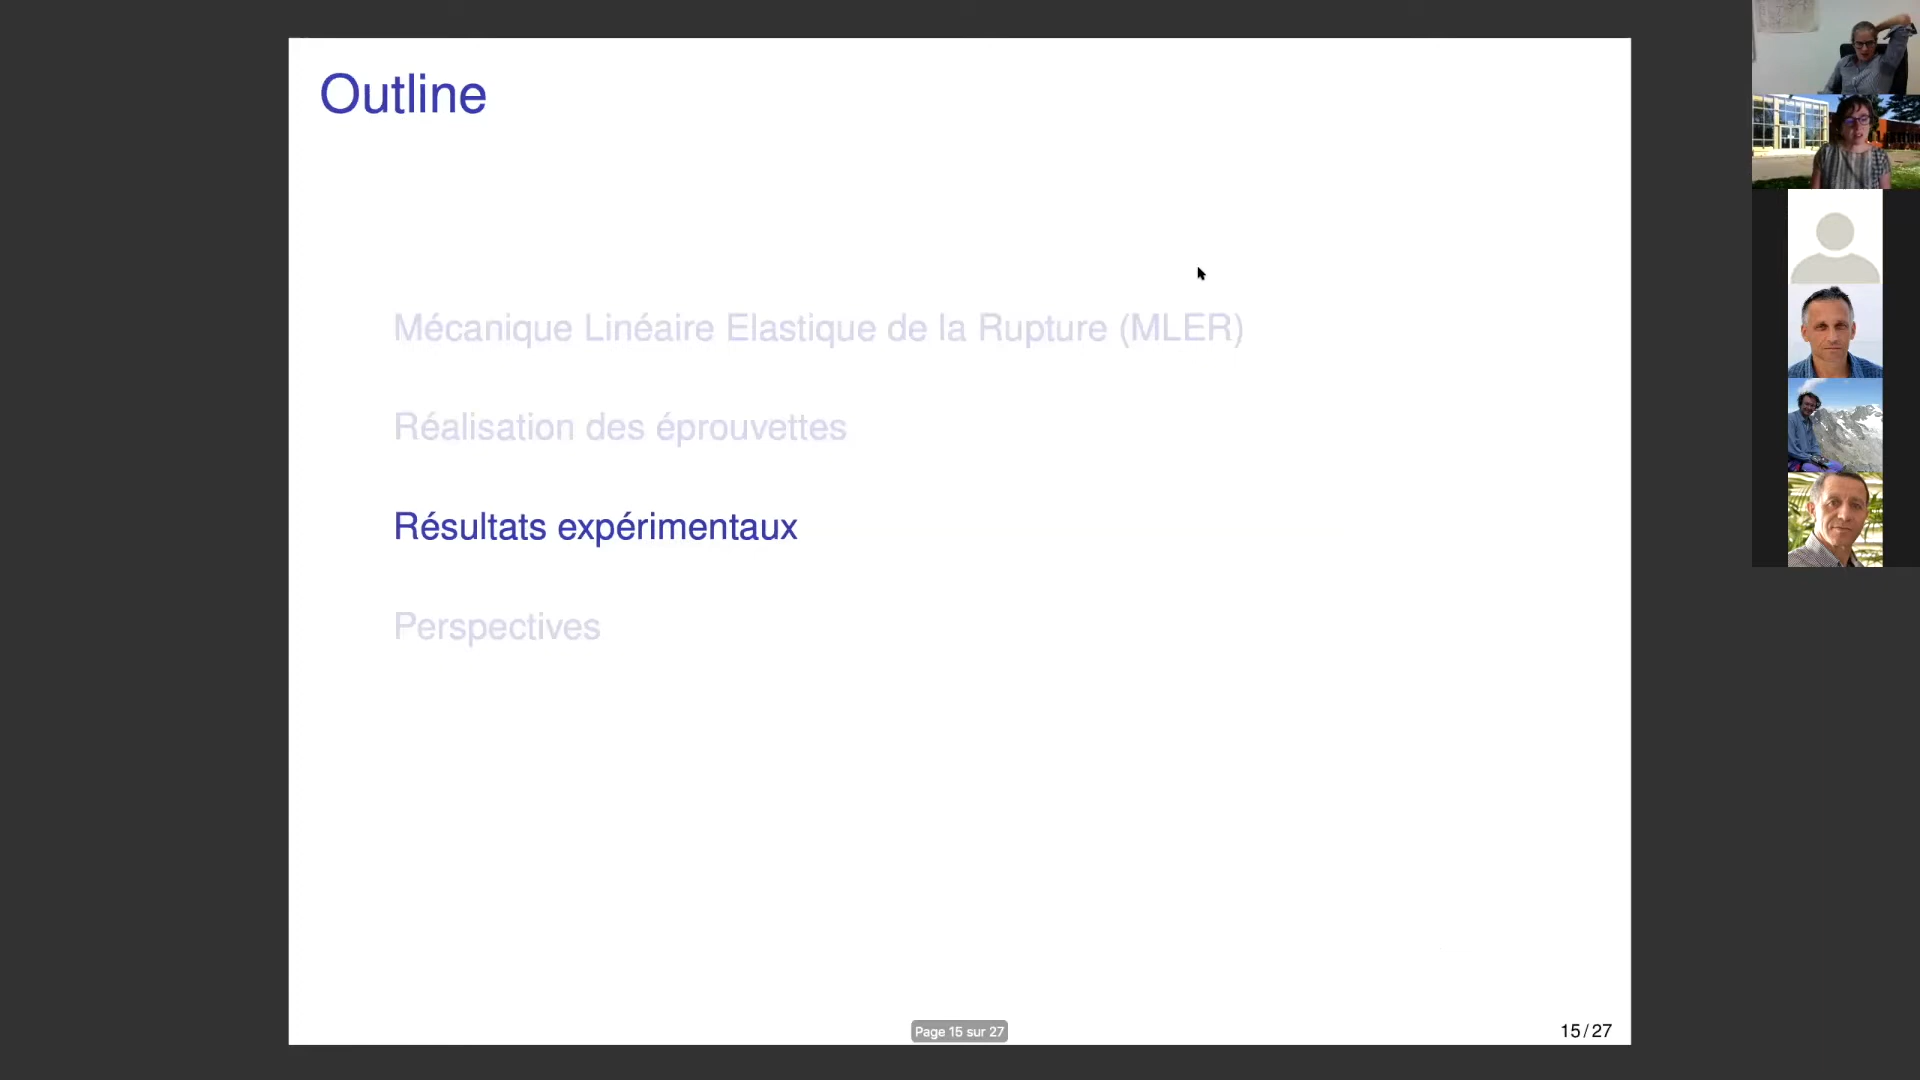 Outline
Mécanique Linéaire Elastique de la Rupture (MLER)
Réalisation des éprouvettes
Résultats expérimentaux
Perspectives
Page 15 sur 27
15 / 27